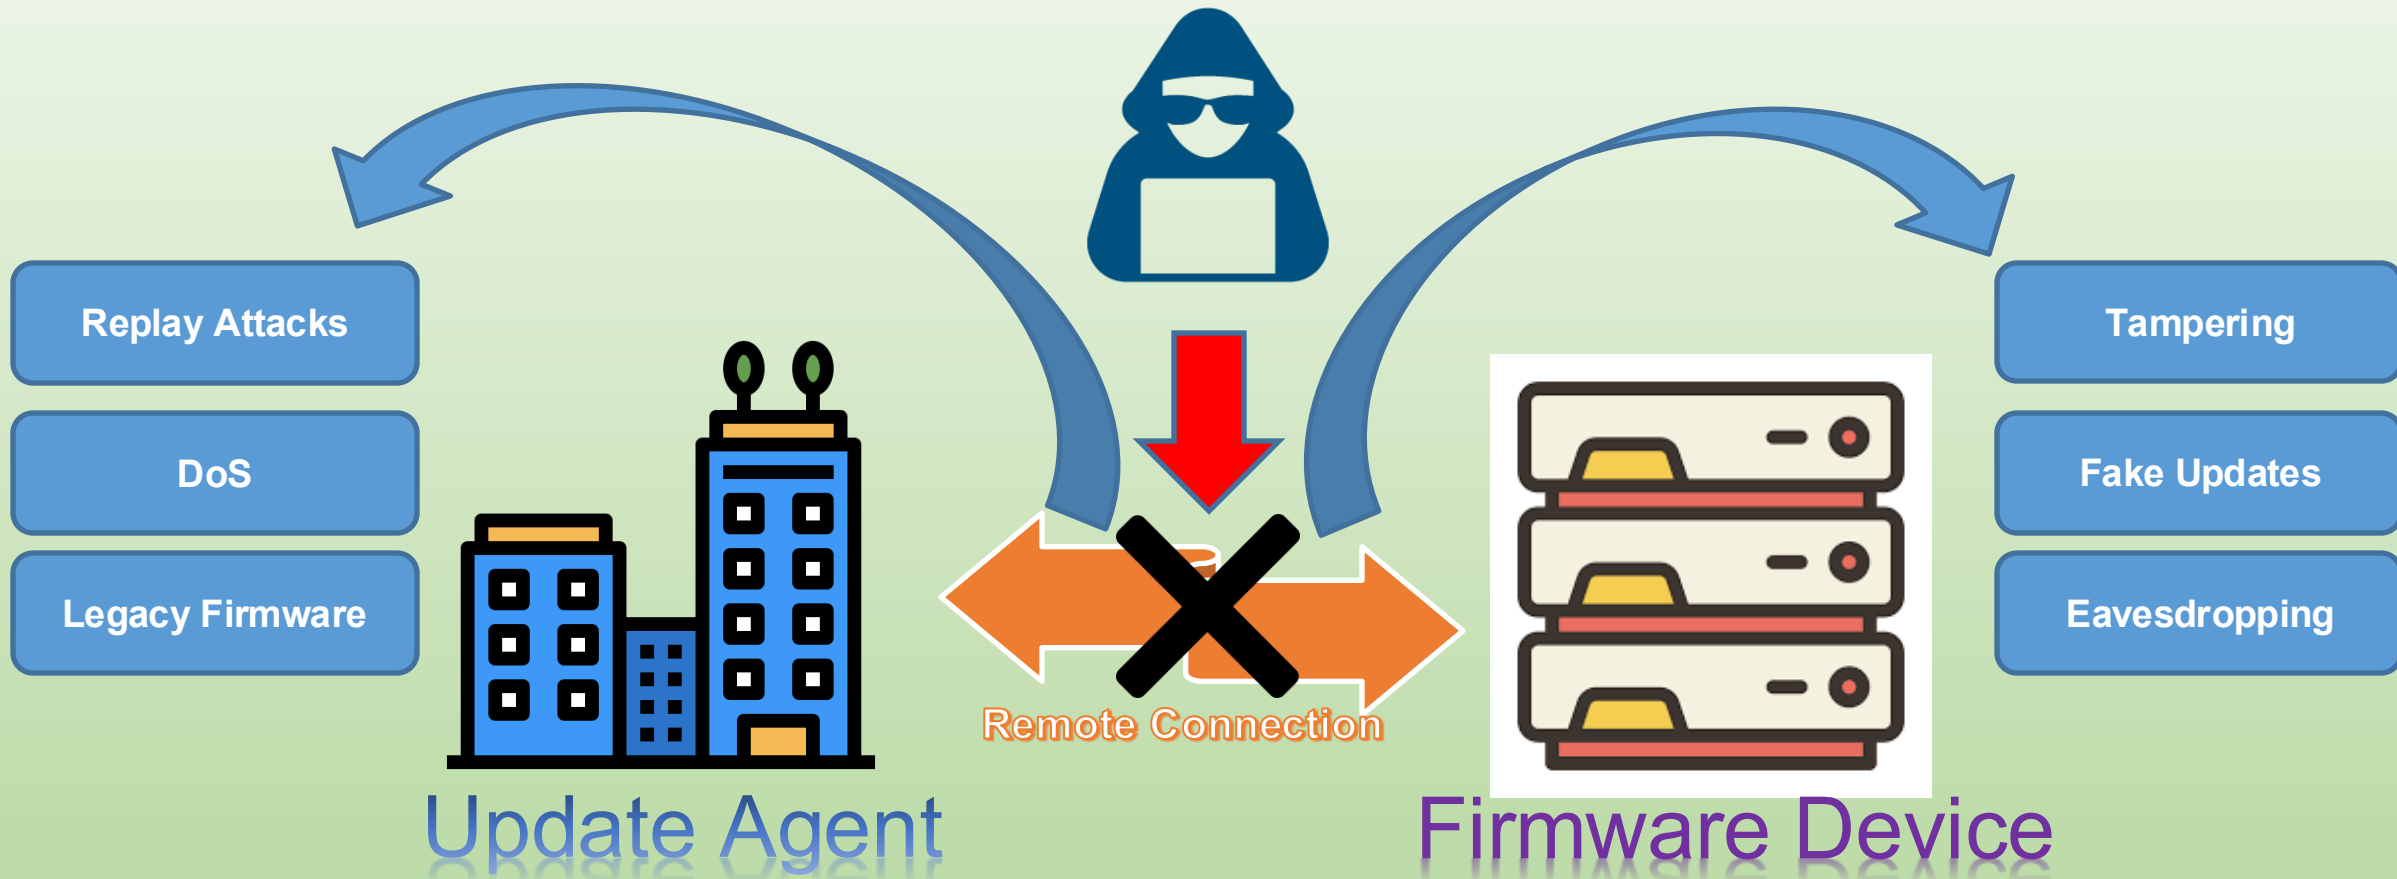 Replay Attacks
DoS
Legacy Firmware
Tampering
Fake Updates
Eavesdropping
Remote Connection
Update Agent
Firmware Device